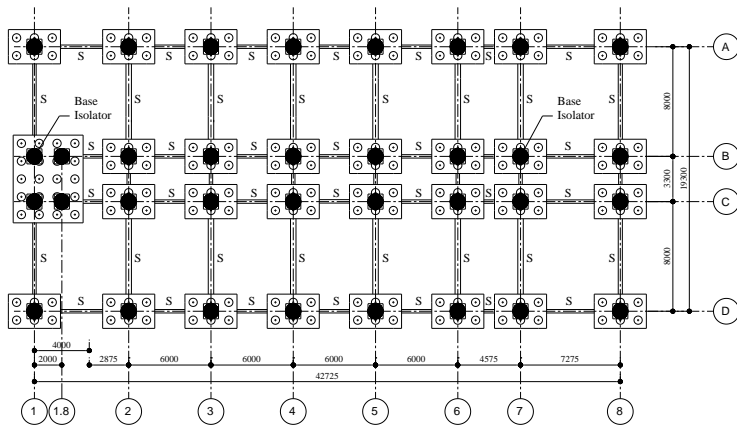 A
S S S S S S S
S S S S S S S S
Base
Isolator
Base
Isolator
8000
S S S S S S S
B
3300
19300
S S S S S S S
C
S S S S S S S S
8000
S S S S S S S
D
4000
2000 2875 6000 6000 6000 6000 4575 7275
42725
1 1.8 2 3 4 5 6 7 8